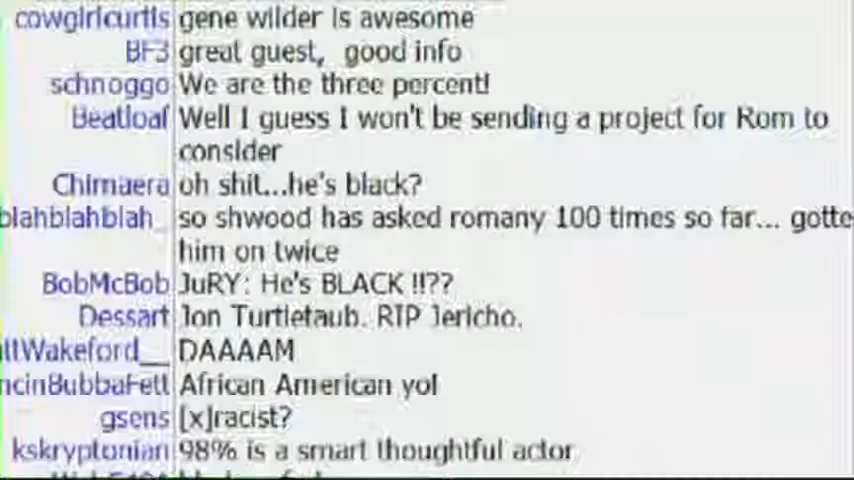 cowgirlcurtis gene wilder is awesome
BF3 great guest, good info
schnoggo We are the three percent!
Beatloaf Well I guess I won't be sending a project for Rom to
consider
Chimaera oh shit...he's black?
blahblahblah_ so shwood has asked romany 100 times so far... gotte
him on twice
BobMcBob JuRY: He's BLACK !!??
Dessart Jon Turtletaub. RIP Jericho.
ttWakeford__ DAAAAM
ncinBubbaFett African American yo!
gsens [x]racist?
kskryptonian 98% is a smart thoughtful actor